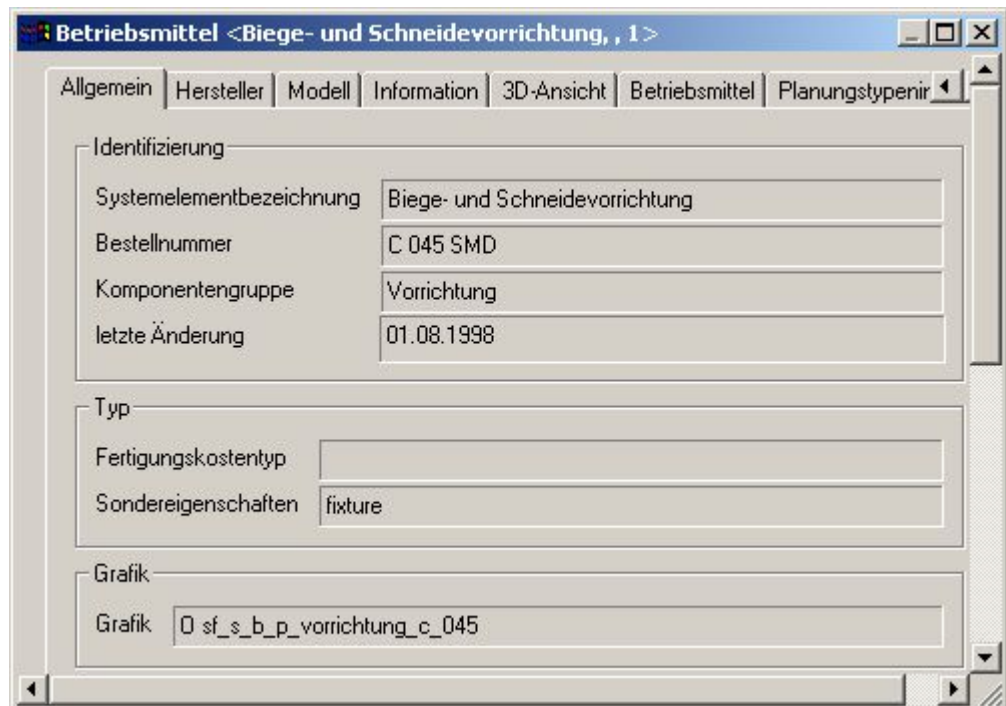 Betriebsmittel <Biege- und Schneidevorrichtung, , 1>
Allgemein Hersteller Modell Information 3D-Ansicht Betriebsmittel Planungstypenir
Identifizierung
Systemelementbezeichnung Biege- und Schneidevorrichtung
Bestellnummer C 045 SMD
Komponentengruppe Vorrichtung
letzte Änderung 01.08.1998
Typ
Fertigungskostentyp
Sondereigenschaften fixture
Grafik
Grafik O sf_s_b_p_vorrichtung_c_045